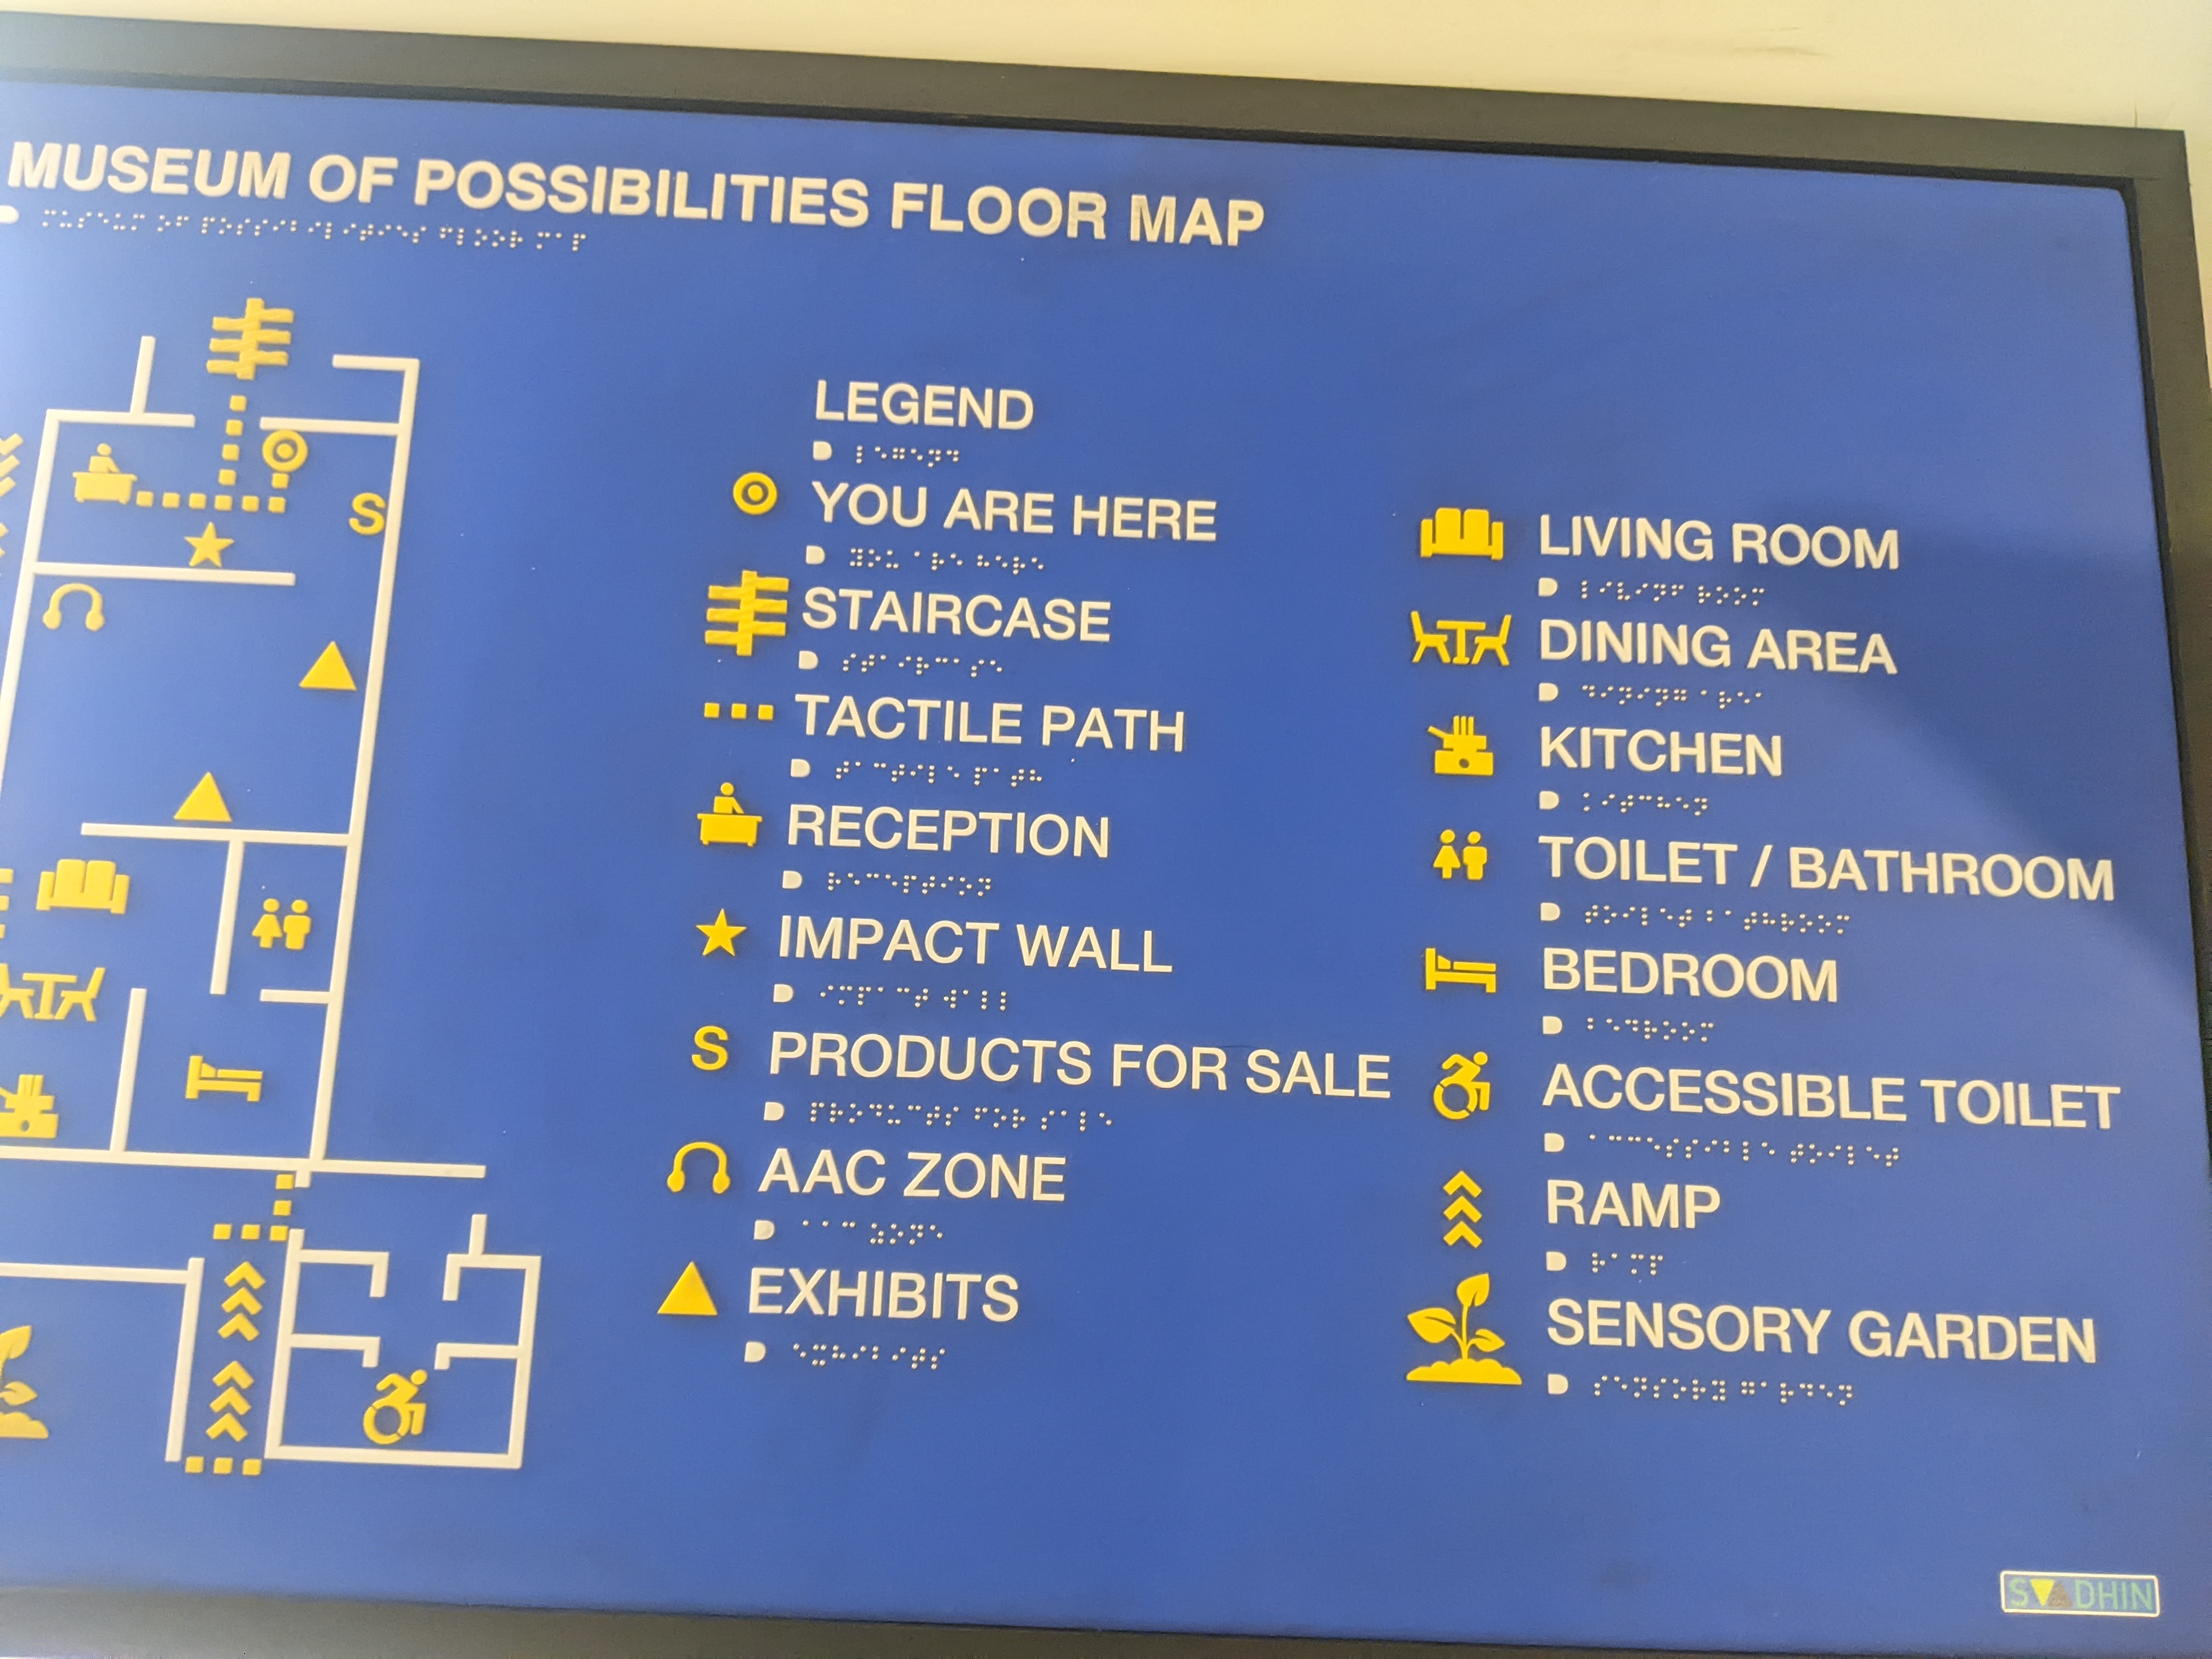 MUSEUM OF POSSIBILITIES FLOOR MAP
⠍⠥⠎⠑⠥⠍ ⠕⠋ ⠏⠕⠎⠎⠊⠃⠊⠇⠊⠞⠊⠑⠎ ⠋⠇⠕⠕⠗ ⠍⠁⠏
S
LEGEND
⠇⠑⠛⠑⠝⠙
YOU ARE HERE
⠽⠕⠥ ⠁⠗⠑ ⠓⠑⠗⠑
STAIRCASE
⠎⠞⠁⠊⠗⠉⠁⠎⠑
TACTILE PATH
⠞⠁⠉⠞⠊⠇⠑ ⠏⠁⠞⠓
RECEPTION
⠗⠑⠉⠑⠏⠞⠊⠕⠝
IMPACT WALL
⠊⠍⠏⠁⠉⠞ ⠺⠁⠇⠇
S PRODUCTS FOR SALE
⠏⠗⠕⠙⠥⠉⠞⠎ ⠋⠕⠗ ⠎⠁⠇⠑
AAC ZONE
⠁⠁⠉ ⠵⠕⠝⠑
EXHIBITS
⠑⠭⠓⠊⠃⠊⠞⠎
LIVING ROOM
⠇⠊⠧⠊⠝⠋ ⠗⠕⠕⠍
DINING AREA
⠙⠊⠝⠊⠝⠛ ⠁⠗⠑⠁
KITCHEN
⠅⠊⠞⠉⠓⠑⠝
TOILET / BATHROOM
⠞⠕⠊⠇⠑⠞ ⠃⠁⠞⠓⠗⠕⠕⠍
BEDROOM
⠃⠑⠙⠗⠕⠕⠍
ACCESSIBLE TOILET
⠁⠉⠉⠑⠎⠎⠊⠃⠇⠑ ⠞⠕⠊⠇⠑⠞
RAMP
⠗⠁⠍⠏
SENSORY GARDEN
⠎⠑⠝⠎⠕⠗⠽ ⠛⠁⠗⠙⠑⠝
SVADHIN